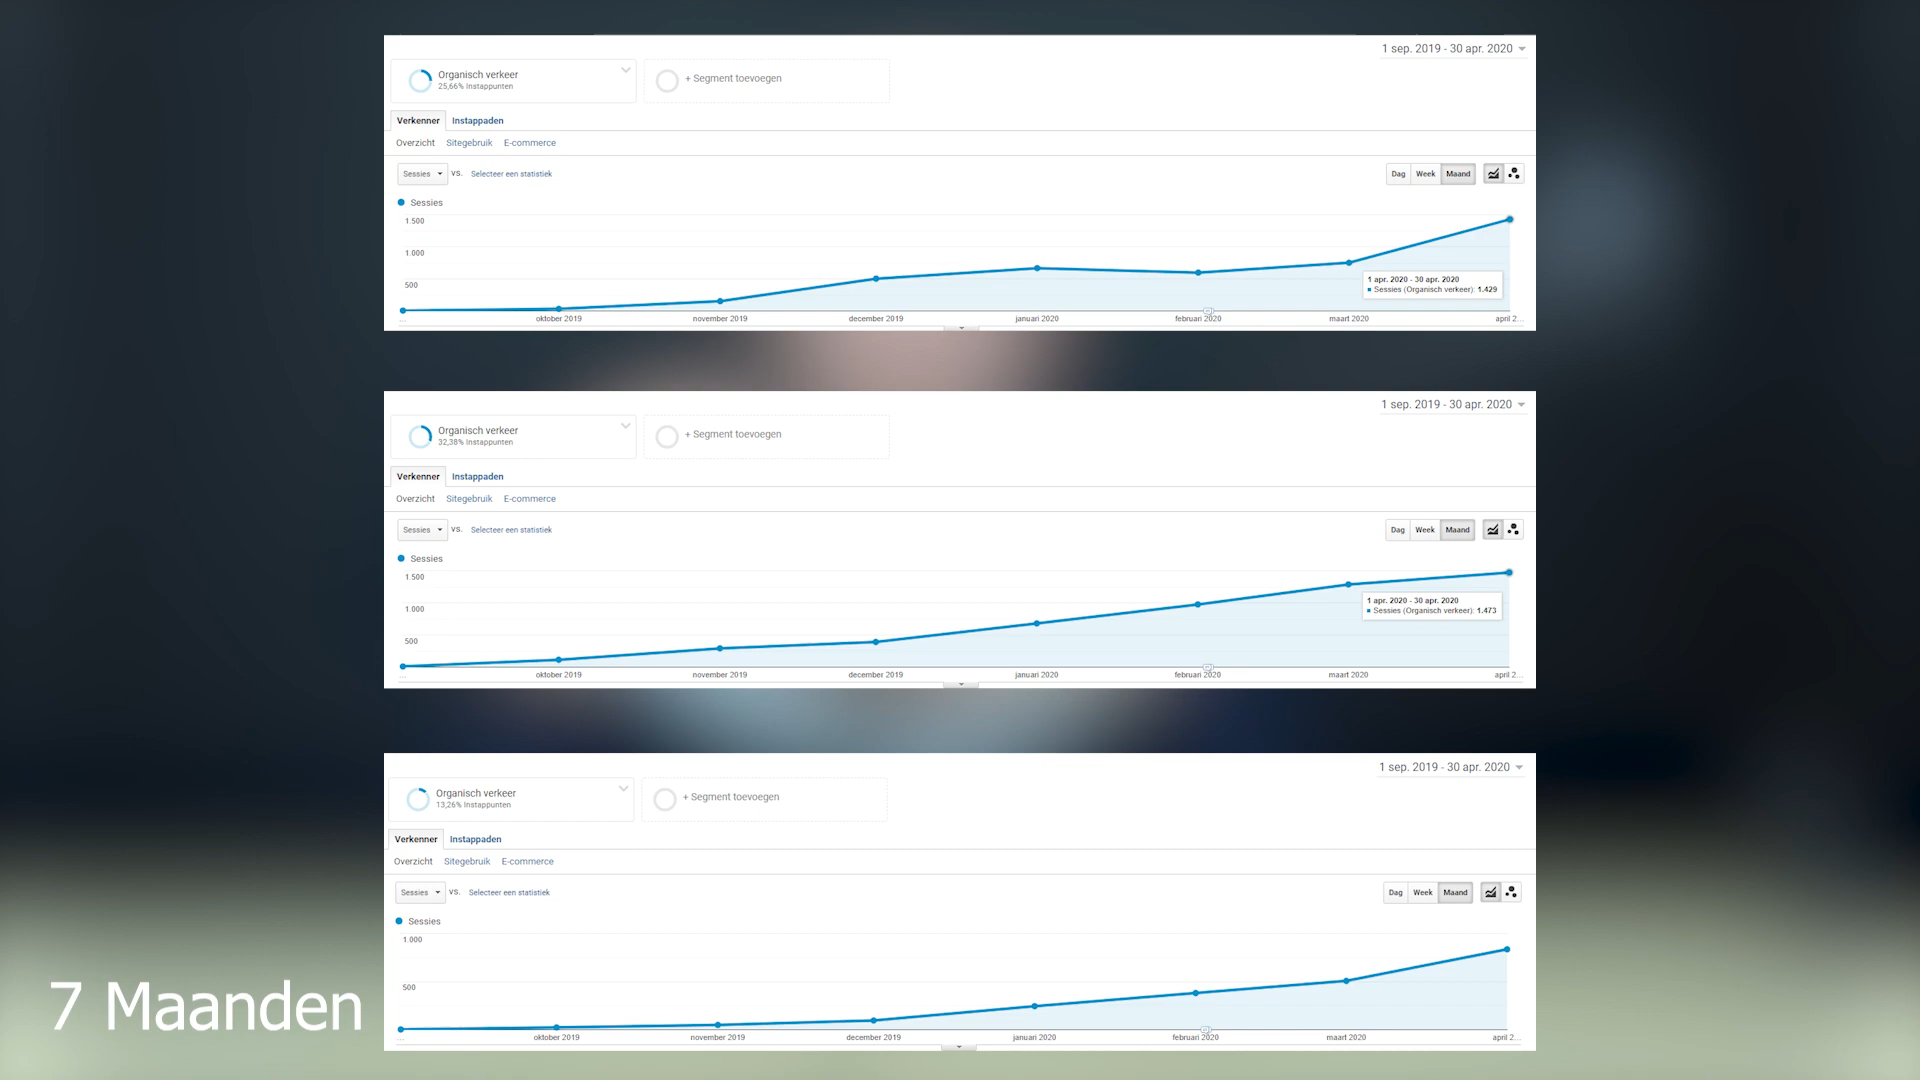 1 sep. 2019 - 30 apr. 2020
Organisch verkeer
25,66% Instappunten
+ Segment toevoegen
Verkenner Instappaden
Overzicht Sitegebruik E-commerce
Sessies VS. Selecteer een statistiek Dag Week Maand
Sessies
1.500
1.000
500
1 apr. 2020 - 30 apr. 2020
Sessies (Organisch verkeer): 1.429
... oktober 2019 november 2019 december 2019 januari 2020 februari 2020 maart 2020 april 2...
1 sep. 2019 - 30 apr. 2020
Organisch verkeer
32,38% Instappunten
+ Segment toevoegen
Verkenner Instappaden
Overzicht Sitegebruik E-commerce
Sessies VS. Selecteer een statistiek Dag Week Maand
Sessies
1.500
1.000
500
1 apr. 2020 - 30 apr. 2020
Sessies (Organisch verkeer): 1.473
... oktober 2019 november 2019 december 2019 januari 2020 februari 2020 maart 2020 april 2...
1 sep. 2019 - 30 apr. 2020
Organisch verkeer
13,26% Instappunten
+ Segment toevoegen
Verkenner Instappaden
Overzicht Sitegebruik E-commerce
Sessies VS. Selecteer een statistiek Dag Week Maand
Sessies
1.000
500
... oktober 2019 november 2019 december 2019 januari 2020 februari 2020 maart 2020 april 2...
7 Maanden